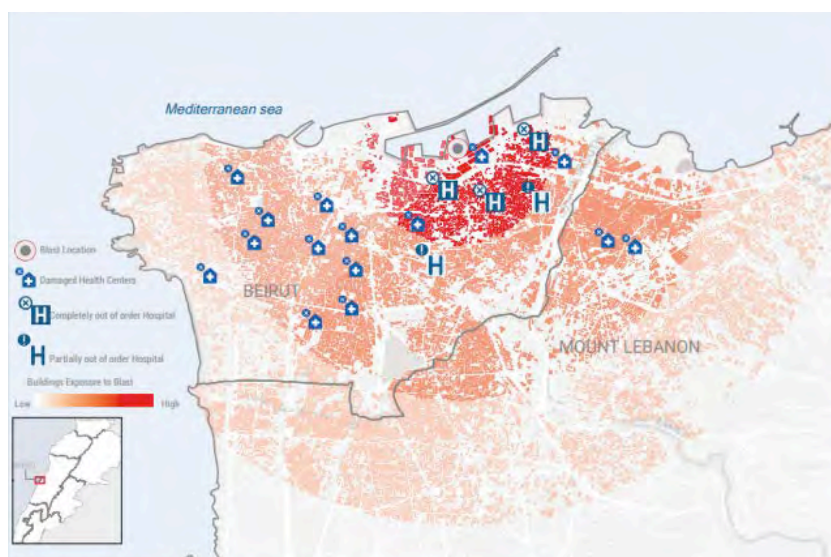 Mediterranean sea
Blast Location
Damaged Health Centers
Completely out of order Hospital
Partially out of order Hospital
Buildings Exposure to Blast
Low
High
BEIRUT
MOUNT LEBANON
H
H
H
H
H
H
H